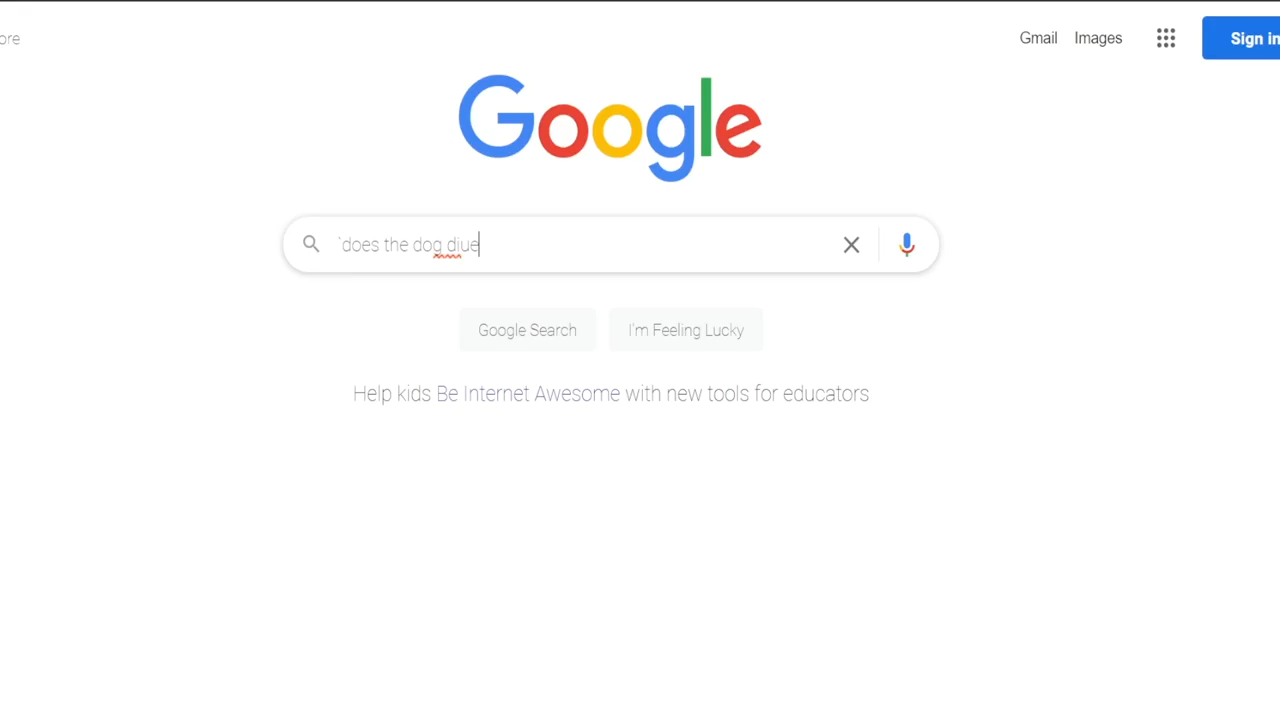 ore
Gmail Images Sign in
Google
`does the dog diue
Google Search I'm Feeling Lucky
Help kids Be Internet Awesome with new tools for educators